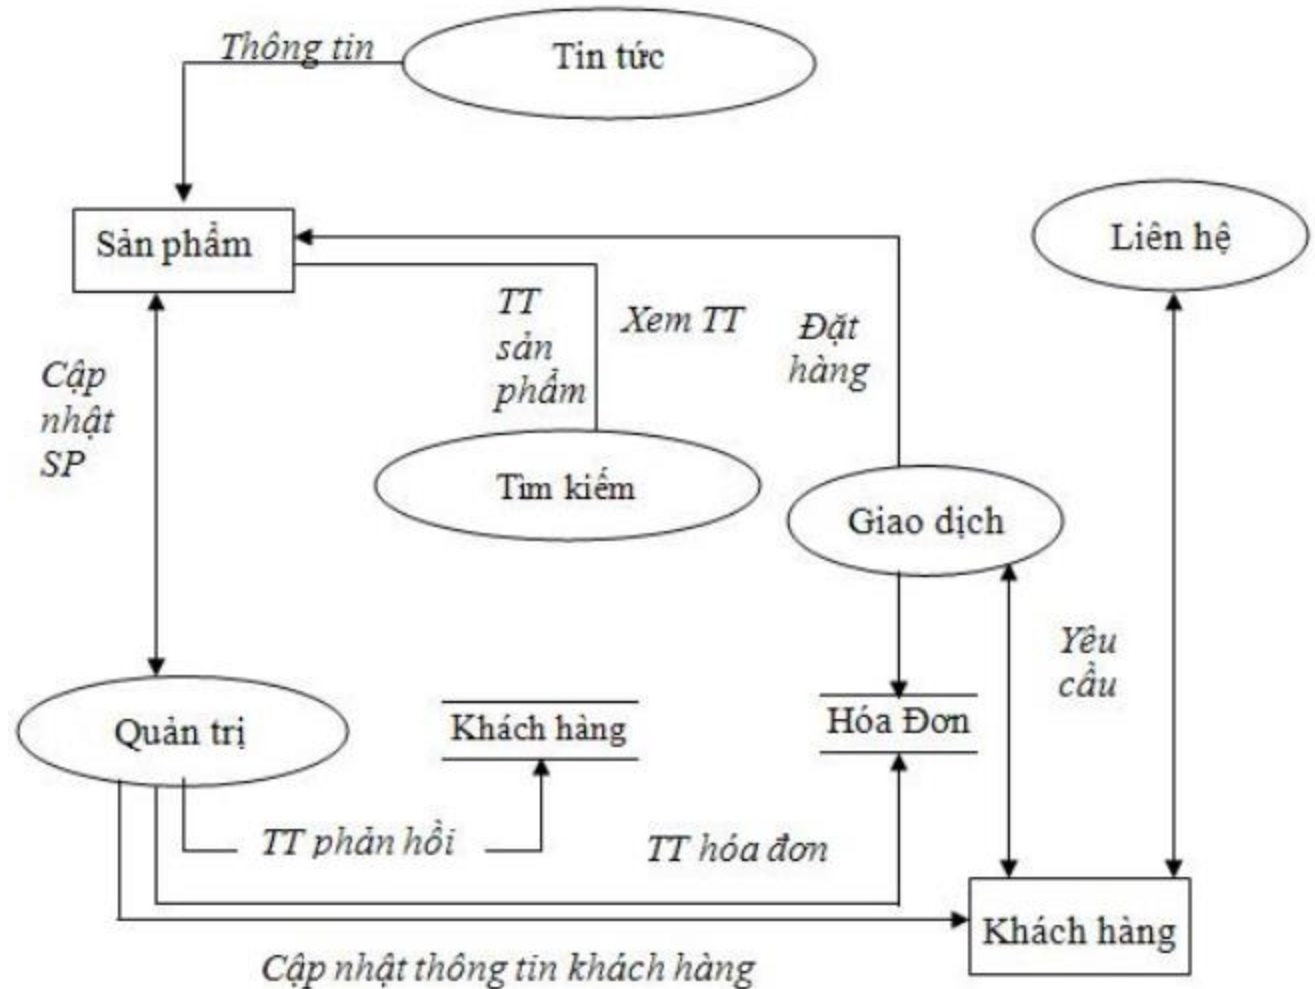 Thông tin
Tin tức
Sản phẩm
Liên hệ
TT
sản
phẩm
Xem TT
Đặt
hàng
Cập
nhật
SP
Tìm kiếm
Giao dịch
Yêu
cầu
Quản trị
Khách hàng
Hóa Đơn
TT phản hồi
TT hóa đơn
Khách hàng
Cập nhật thông tin khách hàng